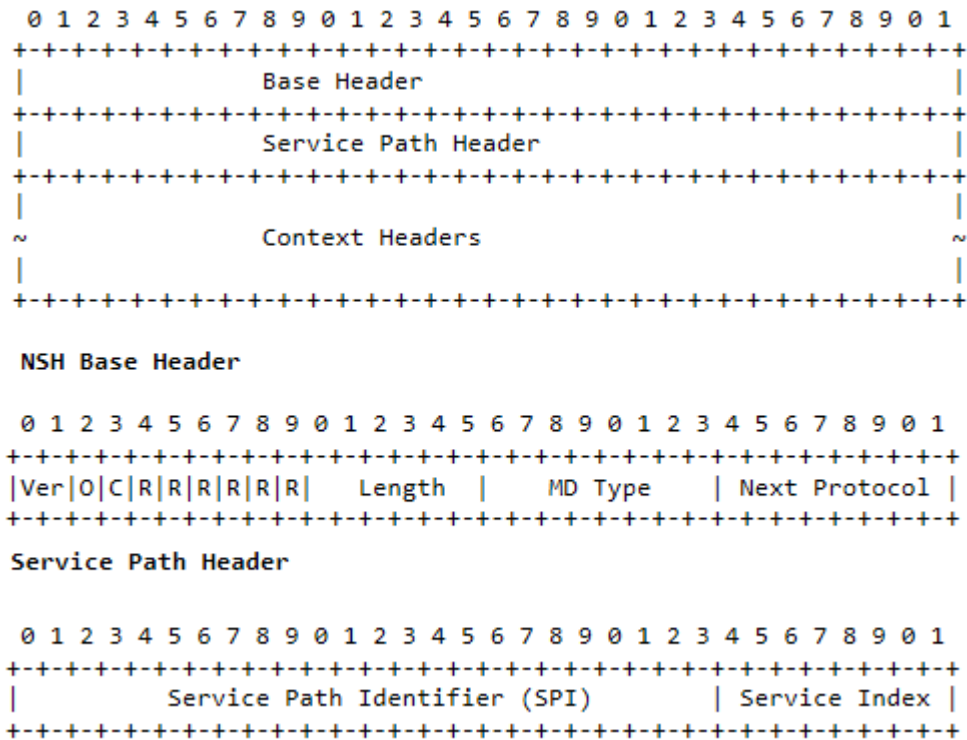 0 1 2 3 4 5 6 7 8 9 0 1 2 3 4 5 6 7 8 9 0 1 2 3 4 5 6 7 8 9 0 1
+-+-+-+-+-+-+-+-+-+-+-+-+-+-+-+-+-+-+-+-+-+-+-+-+-+-+-+-+-+-+-+-+
|                Base Header                                    |
+-+-+-+-+-+-+-+-+-+-+-+-+-+-+-+-+-+-+-+-+-+-+-+-+-+-+-+-+-+-+-+-+
|                Service Path Header                            |
+-+-+-+-+-+-+-+-+-+-+-+-+-+-+-+-+-+-+-+-+-+-+-+-+-+-+-+-+-+-+-+-+
|                                                               |
~                Context Headers                                ~
|                                                               |
+-+-+-+-+-+-+-+-+-+-+-+-+-+-+-+-+-+-+-+-+-+-+-+-+-+-+-+-+-+-+-+-+
NSH Base Header
0 1 2 3 4 5 6 7 8 9 0 1 2 3 4 5 6 7 8 9 0 1 2 3 4 5 6 7 8 9 0 1
+-+-+-+-+-+-+-+-+-+-+-+-+-+-+-+-+-+-+-+-+-+-+-+-+-+-+-+-+-+-+-+-+
|Ver|O|C|R|R|R|R|R|R|   Length  |    MD Type    | Next Protocol |
+-+-+-+-+-+-+-+-+-+-+-+-+-+-+-+-+-+-+-+-+-+-+-+-+-+-+-+-+-+-+-+-+
Service Path Header
0 1 2 3 4 5 6 7 8 9 0 1 2 3 4 5 6 7 8 9 0 1 2 3 4 5 6 7 8 9 0 1
+-+-+-+-+-+-+-+-+-+-+-+-+-+-+-+-+-+-+-+-+-+-+-+-+-+-+-+-+-+-+-+-+
|          Service Path Identifier (SPI)        | Service Index |
+-+-+-+-+-+-+-+-+-+-+-+-+-+-+-+-+-+-+-+-+-+-+-+-+-+-+-+-+-+-+-+-+